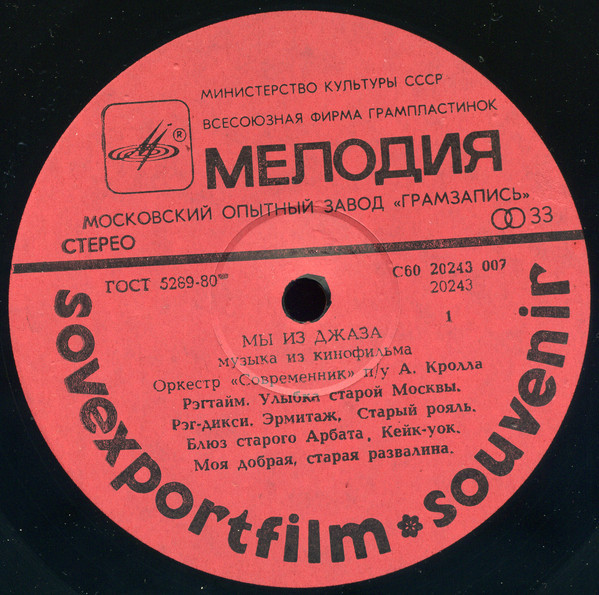 МИНИСТЕРСТВО КУЛЬТУРЫ СССР
ВСЕСОЮЗНАЯ ФИРМА ГРАМПЛАСТИНОК
®
МЕЛОДИЯ
МОСКОВСКИЙ ОПЫТНЫЙ ЗАВОД «ГРАМЗАПИСЬ»
СТЕРЕО
33
ГОСТ 5289-80
С60 20243 007
20243
1
МЫ ИЗ ДЖАЗА
музыка из кинофильма
Оркестр «Современник» п/у А. Кролла
Рэгтайм. Улыбка старой Москвы.
Рэг-дикси. Эрмитаж, Старый рояль.
Блюз старого Арбата, Кейк-уок.
Моя добрая, старая развалина.
sovexportfilm * souvenir